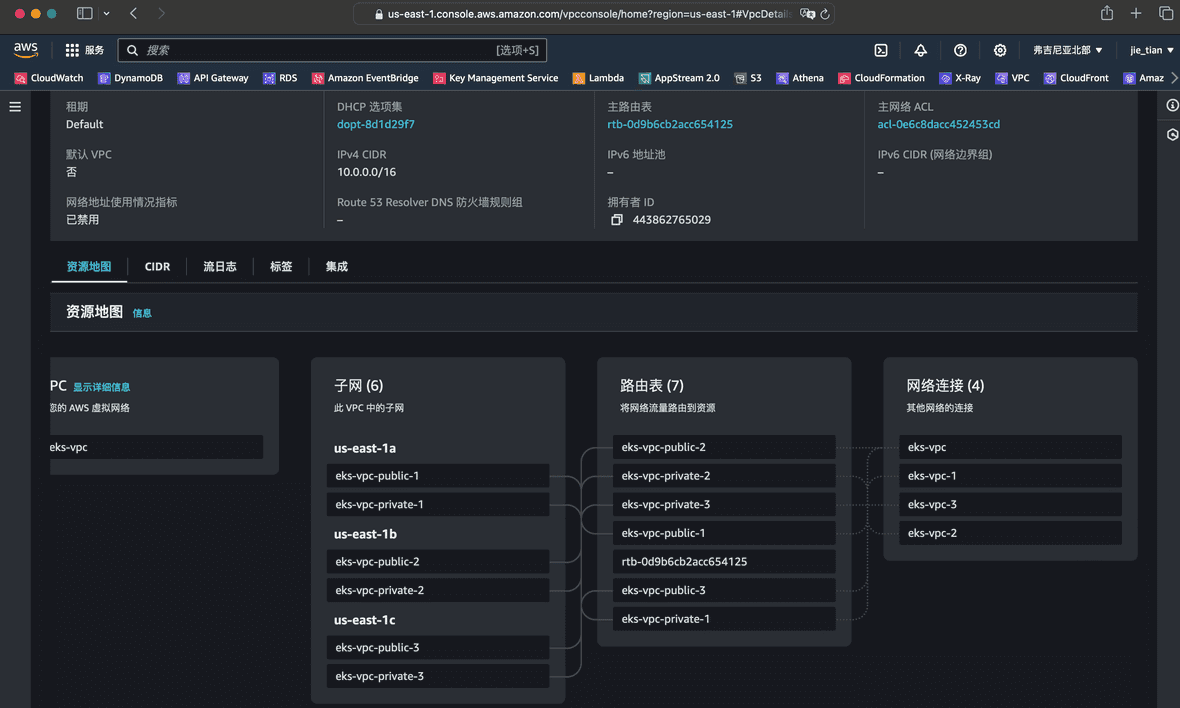 us-east-1.console.aws.amazon.com/vpcconsole/home?region=us-east-1#VpcDetails
aws 服务 搜索 [选项+S] 弗吉尼亚北部 jie_tian
CloudWatch DynamoDB API Gateway RDS Amazon EventBridge Key Management Service Lambda AppStream 2.0 S3 Athena CloudFormation X-Ray VPC CloudFront Amaz
租期 DHCP 选项集 主路由表 主网络 ACL
Default dopt-8d1d29f7 rtb-0d9b6cb2acc654125 acl-0e6c8dacc452453cd
默认 VPC IPv4 CIDR IPv6 地址池 IPv6 CIDR (网络边界组)
否 10.0.0.0/16 – –
网络地址使用情况指标 Route 53 Resolver DNS 防火墙规则组 拥有者 ID
已禁用 – 443862765029
资源地图 CIDR 流日志 标签 集成
资源地图 信息
PC 显示详细信息
您的 AWS 虚拟网络
eks-vpc
子网 (6)
此 VPC 中的子网
us-east-1a
eks-vpc-public-1
eks-vpc-private-1
us-east-1b
eks-vpc-public-2
eks-vpc-private-2
us-east-1c
eks-vpc-public-3
eks-vpc-private-3
路由表 (7)
将网络流量路由到资源
eks-vpc-public-2
eks-vpc-private-2
eks-vpc-private-3
eks-vpc-public-1
rtb-0d9b6cb2acc654125
eks-vpc-public-3
eks-vpc-private-1
网络连接 (4)
其他网络的连接
eks-vpc
eks-vpc-1
eks-vpc-3
eks-vpc-2